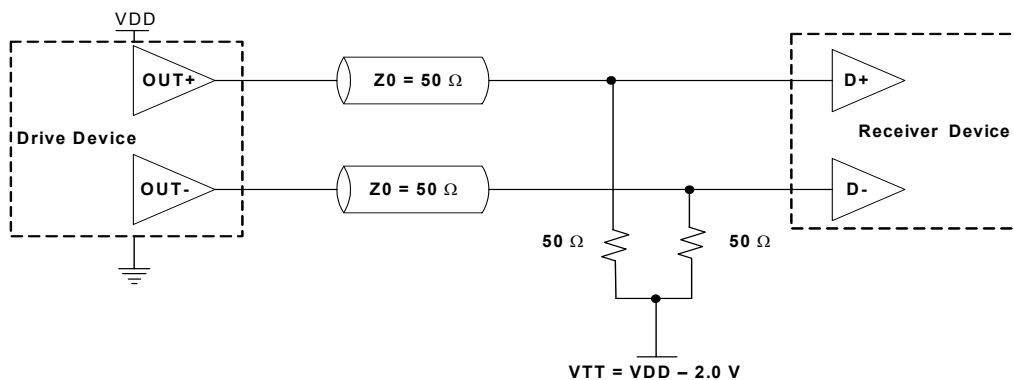 VDD
OUT+
Z0 = 50 Ω
D+
Drive Device
Receiver Device
OUT-
Z0 = 50 Ω
D-
50 Ω
50 Ω
VTT = VDD – 2.0 V